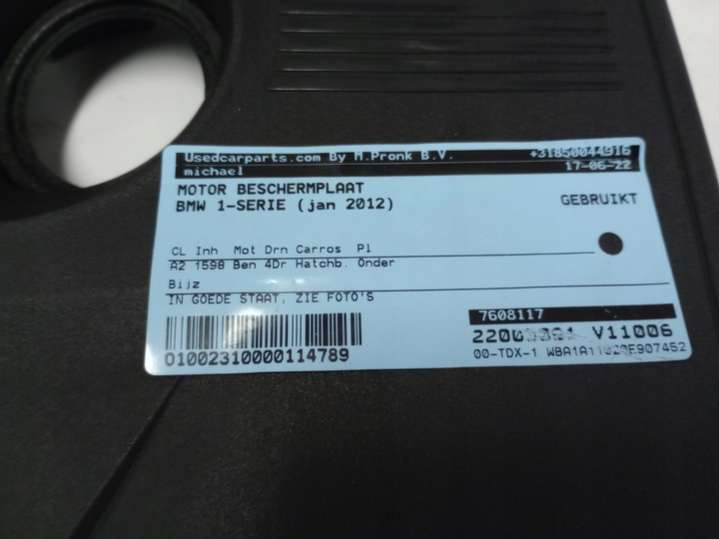 Usedcarparts.com By M.Pronk B.V. +31850044916
michael 17-06-22
MOTOR BESCHERMPLAAT
BMW 1-SERIE (jan 2012) GEBRUIKT
CL Inh Mot Drn Carros Pl
A2 1598 Ben 4Dr Hatchb. Onder
Bijz
IN GOEDE STAAT, ZIE FOTO'S
7608117
V11006
01002310000114789
00-TDX-1